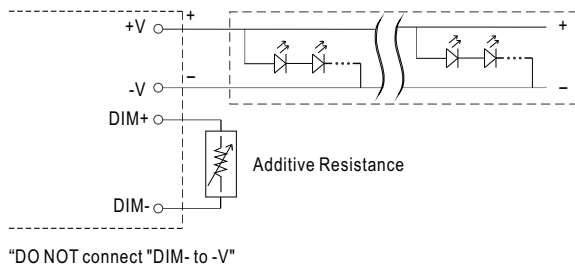 +V + +
-V − −
DIM+
Additive Resistance
DIM-
“DO NOT connect "DIM- to -V"